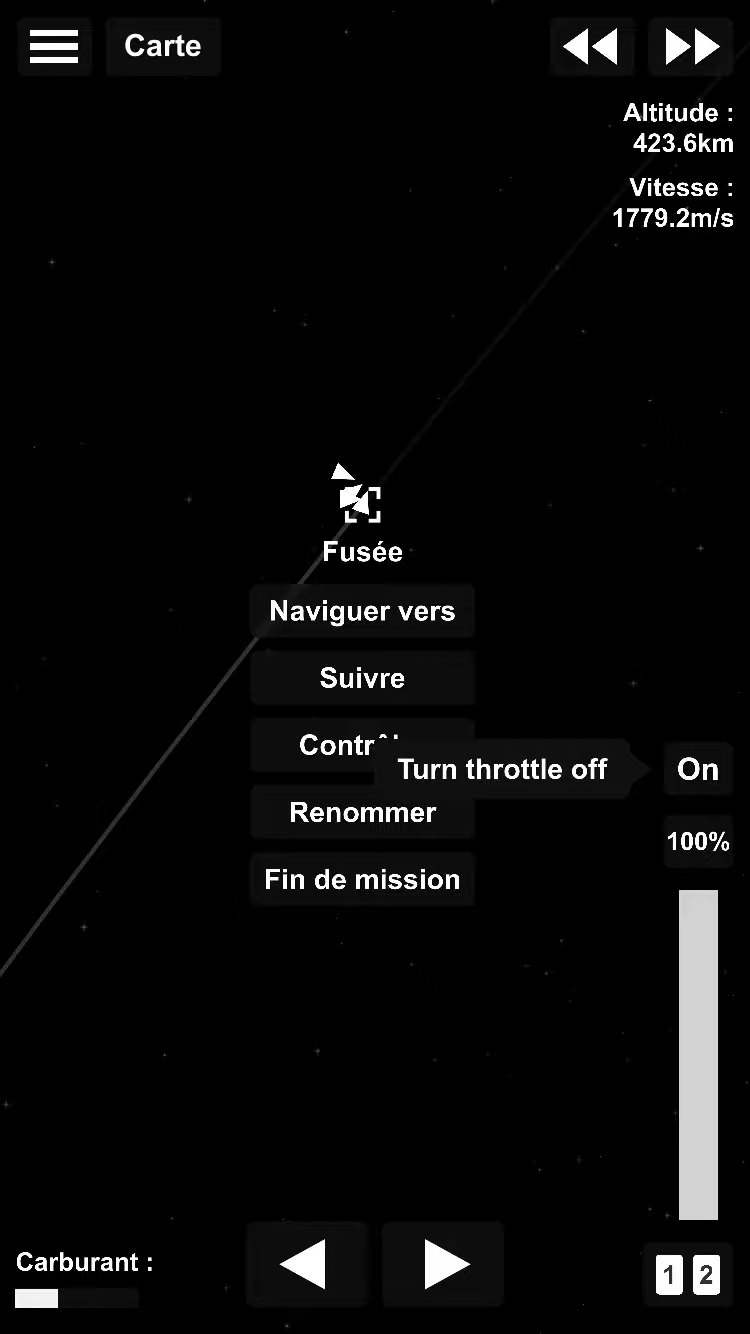 Carte
Altitude :
423.6km
Vitesse :
1779.2m/s
Fusée
Naviguer vers
Suivre
Turn throttle off
On
Renommer
100%
Fin de mission
Carburant :
1 2